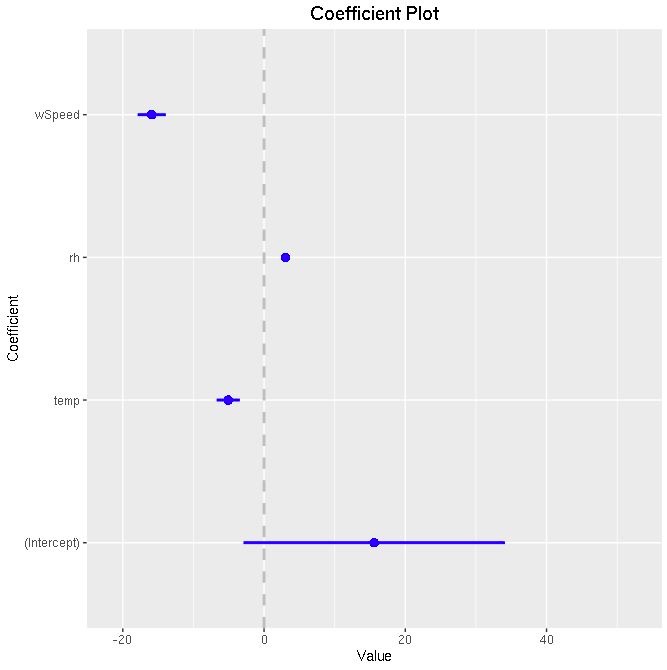 Coefficient Plot
wSpeed
rh
temp
(Intercept)
Coefficient
-20
0
20
40
Value